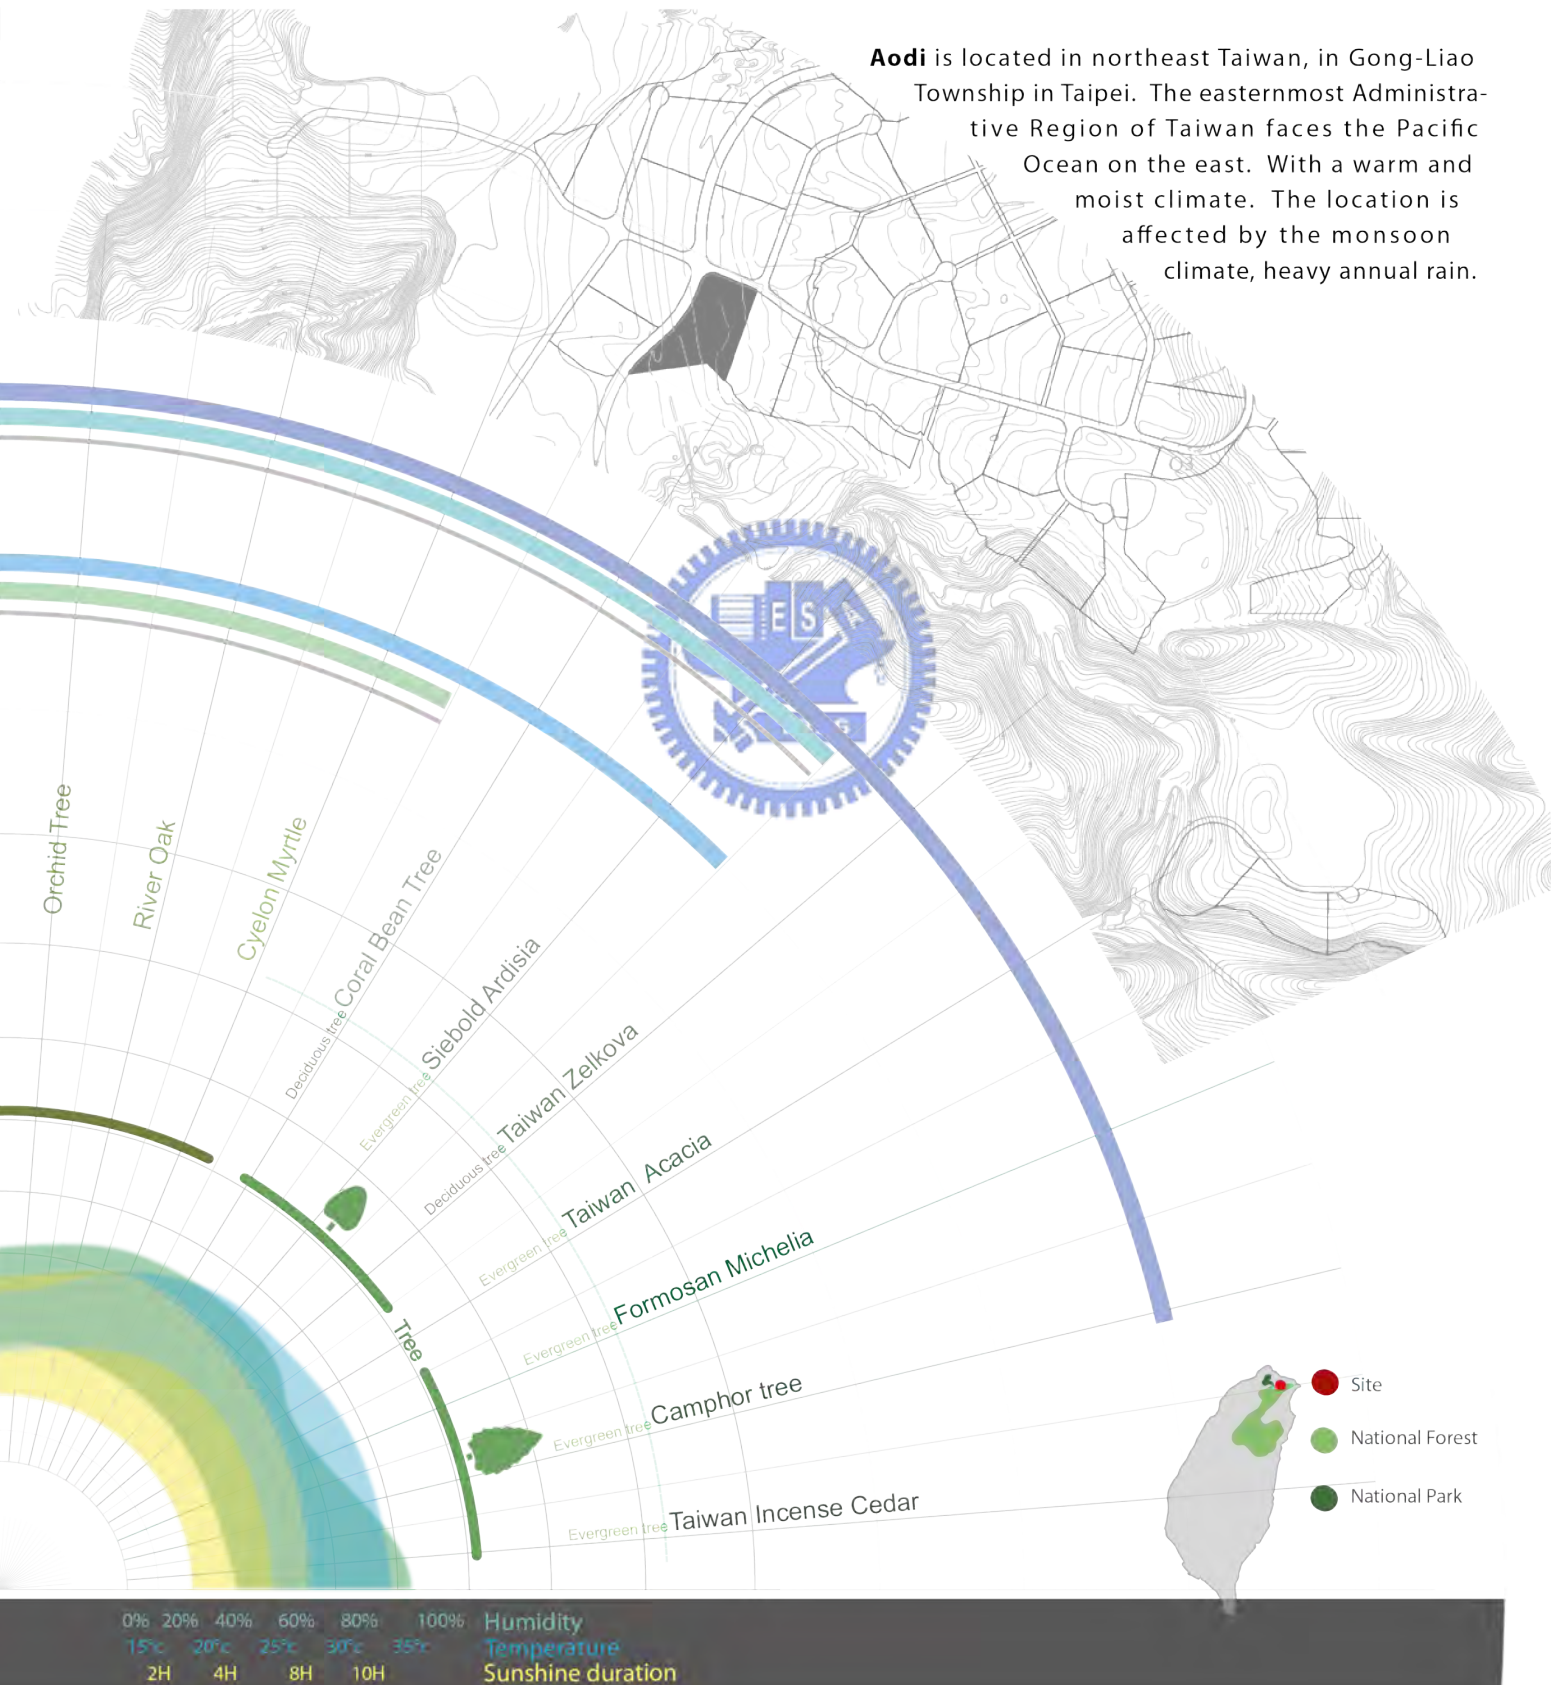 Aodi is located in northeast Taiwan, in Gong-Liao
Township in Taipei. The easternmost Administra-
tive Region of Taiwan faces the Pacific
Ocean on the east. With a warm and
moist climate. The location is
affected by the monsoon
climate, heavy annual rain.
ES
Orchid Tree
River Oak
Cyelon Myrtle
Deciduous tree Coral Bean Tree
Evergreen tree Siebold Ardisia
Deciduous tree Taiwan Zelkova
Evergreen tree Taiwan Acacia
Evergreen tree Formosan Michelia
Evergreen tree Camphor tree
Evergreen tree Taiwan Incense Cedar
Tree
Site
National Forest
National Park
0% 20% 40% 60% 80% 100% Humidity
15°c 20°c 25°c 30°c 35°c Temperature
2H 4H 8H 10H Sunshine duration